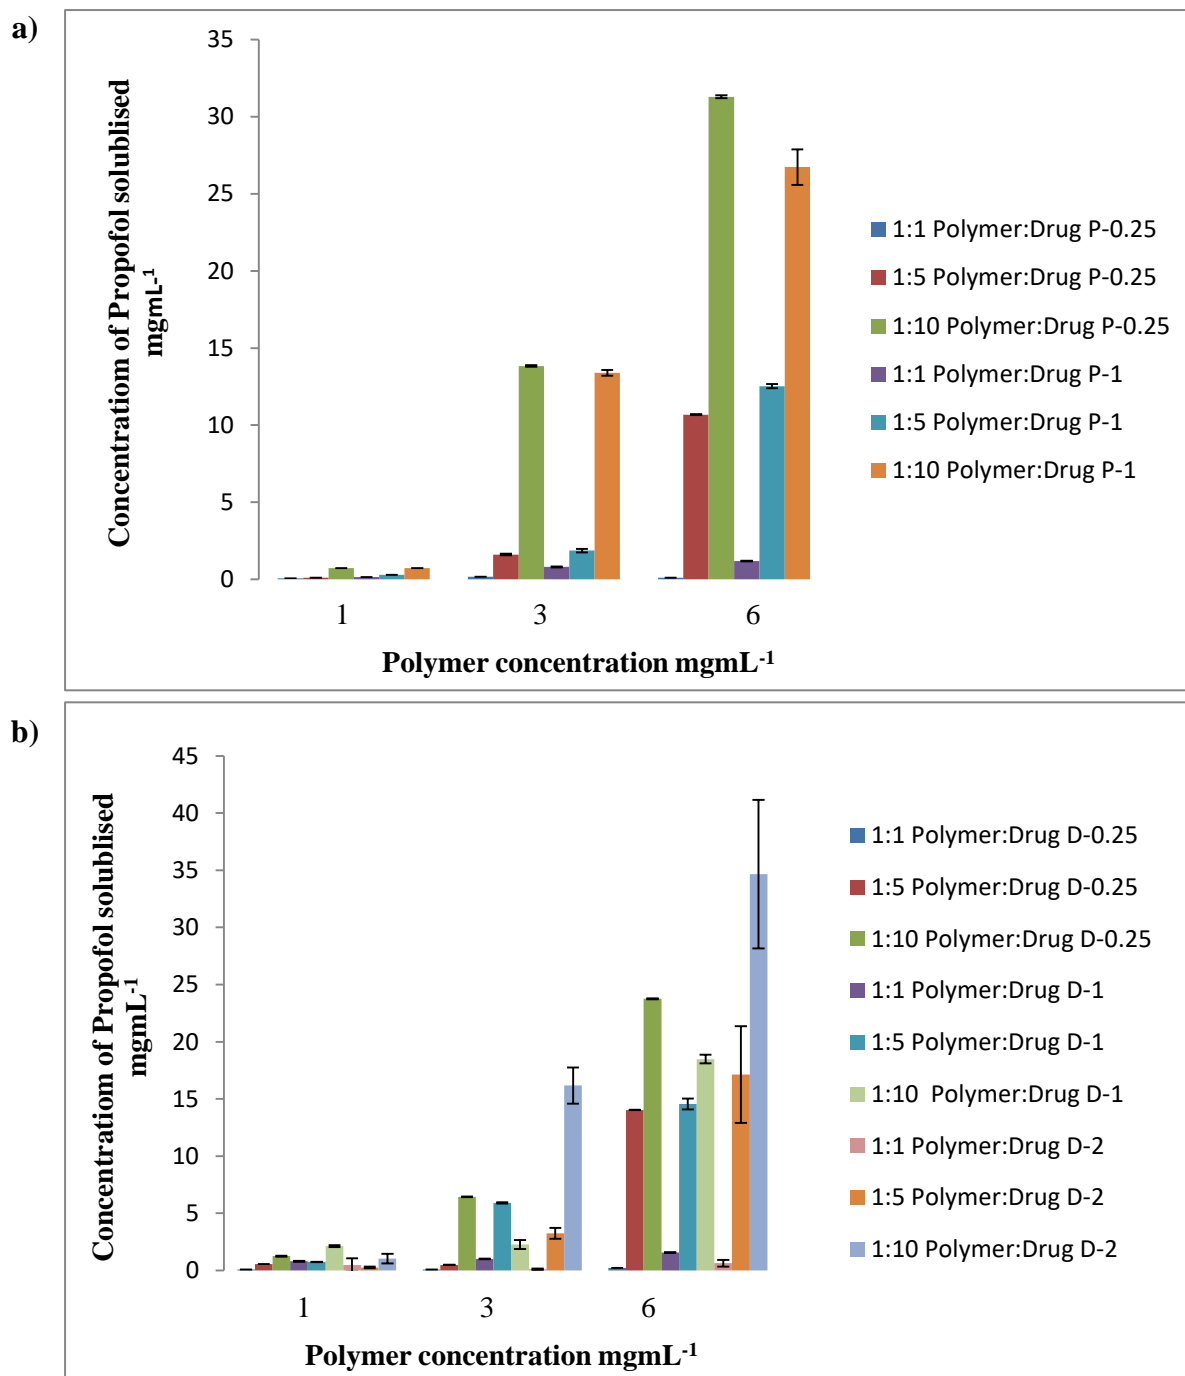 a)
35
30
25
20
15
10
5
0
Concentration of Propofol solublised
mgmL-1
1 3 6
Polymer concentration mgmL-1
1:1 Polymer:Drug P-0.25
1:5 Polymer:Drug P-0.25
1:10 Polymer:Drug P-0.25
1:1 Polymer:Drug P-1
1:5 Polymer:Drug P-1
1:10 Polymer:Drug P-1
b)
45
40
35
30
25
20
15
10
5
0
Concentration of Propofol solublised
mgmL-1
1 3 6
Polymer concentration mgmL-1
1:1 Polymer:Drug D-0.25
1:5 Polymer:Drug D-0.25
1:10 Polymer:Drug D-0.25
1:1 Polymer:Drug D-1
1:5 Polymer:Drug D-1
1:10  Polymer:Drug D-1
1:1 Polymer:Drug D-2
1:5 Polymer:Drug D-2
1:10 Polymer:Drug D-2